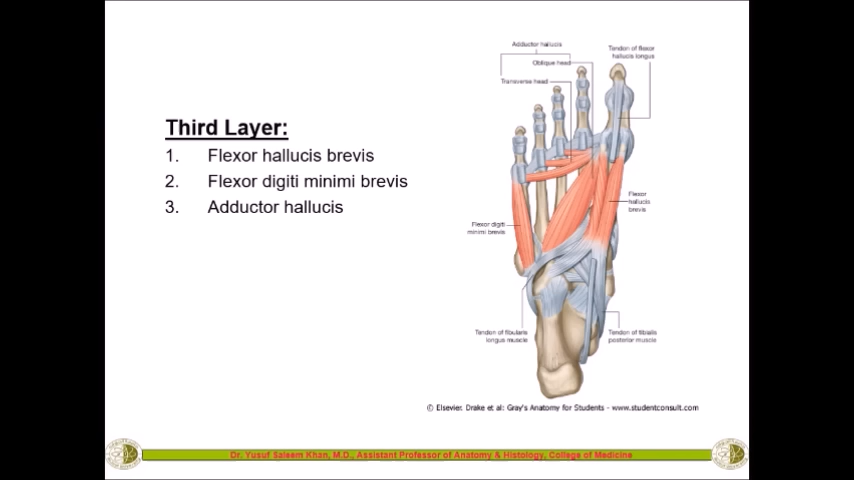 Third Layer:
1. Flexor hallucis brevis
2. Flexor digiti minimi brevis
3. Adductor hallucis
Adductor hallucis
Oblique head
Transverse head
Tendon of flexor
hallucis longus
Flexor
hallucis
brevis
Flexor digiti
minimi brevis
Tendon of fibularis
longus muscle
Tendon of tibialis
posterior muscle
© Elsevier. Drake et al: Gray's Anatomy for Students - www.studentconsult.com
Dr. Yusuf Saleem Khan, M.D., Assistant Professor of Anatomy & Histology, College of Medicine